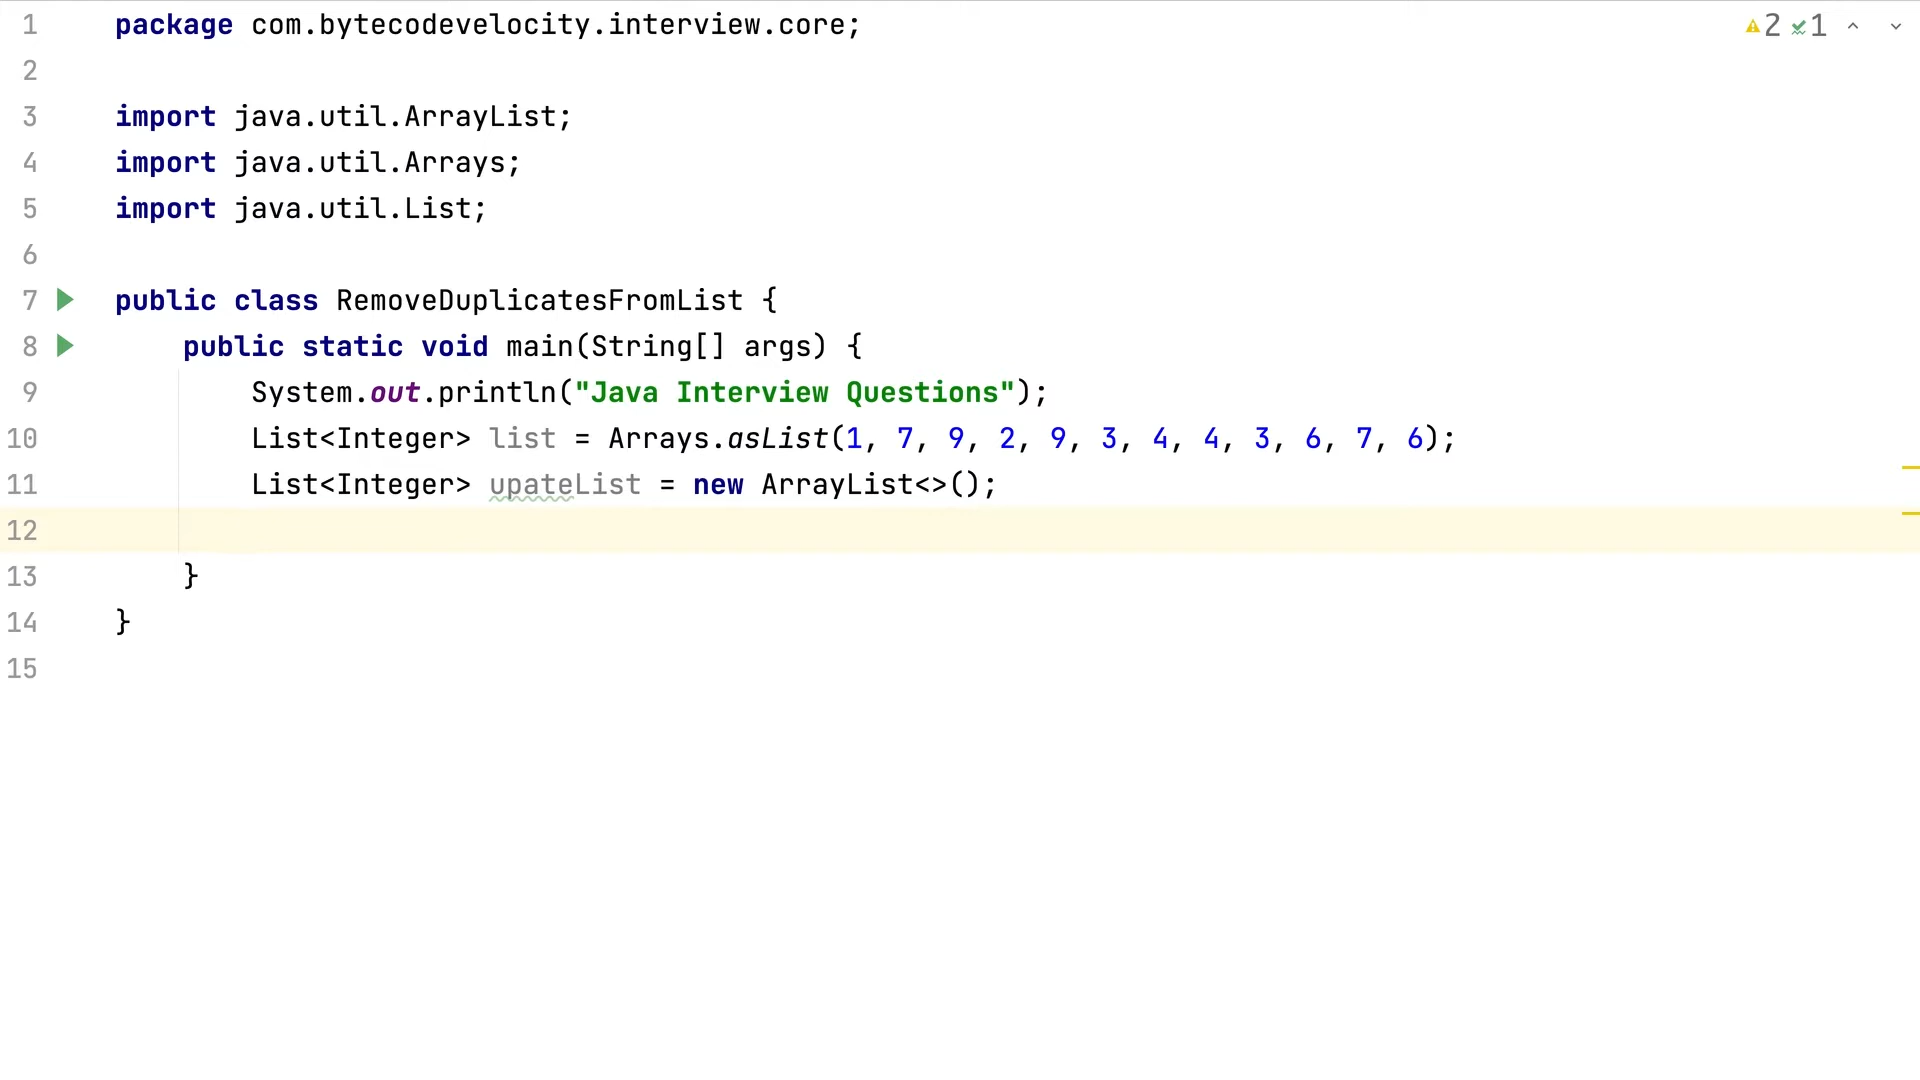 1 package com.bytecodevelocity.interview.core; 2 1
2
3 import java.util.ArrayList;
4 import java.util.Arrays;
5 import java.util.List;
6
7 public class RemoveDuplicatesFromList {
8 public static void main(String[] args) {
9 System.out.println("Java Interview Questions");
10 List<Integer> list = Arrays.asList(1, 7, 9, 2, 9, 3, 4, 4, 3, 6, 7, 6);
11 List<Integer> upateList = new ArrayList<>();
12
13 }
14 }
15